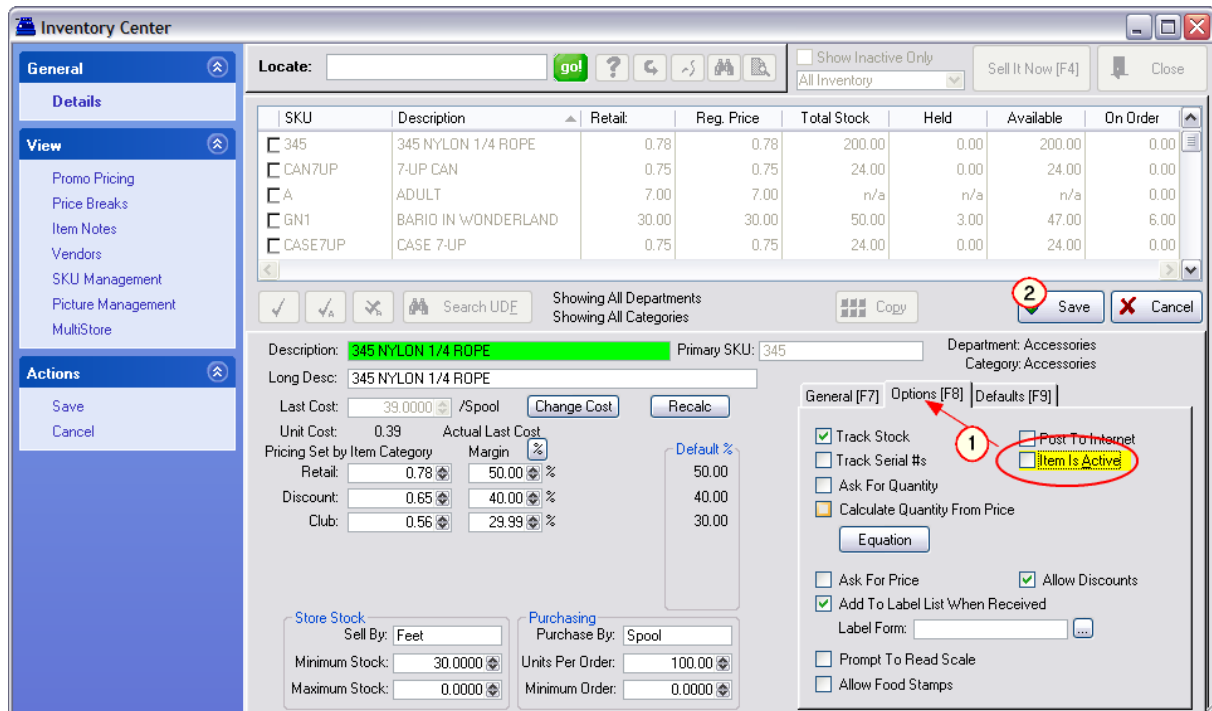 Inventory Center
General
Details
View
Promo Pricing
Price Breaks
Item Notes
Vendors
SKU Management
Picture Management
MultiStore
Actions
Save
Cancel
Locate: go! ?
Show Inactive Only
All Inventory
Sell It Now [F4] Close
SKU Description Retail: Reg. Price Total Stock Held Available On Order
345 345 NYLON 1/4 ROPE 0.78 0.78 200.00 0.00 200.00 0.00
CAN7UP 7-UP CAN 0.75 0.75 24.00 0.00 24.00 0.00
A ADULT 7.00 7.00 n/a n/a 0.00
GN1 BARIO IN WONDERLAND 30.00 30.00 50.00 3.00 47.00 6.00
CASE7UP CASE 7-UP 0.75 0.75 24.00 0.00 24.00 0.00
Search UDF
Showing All Departments
Showing All Categories
Copy 2 Save X Cancel
Description: 345 NYLON 1/4 ROPE Primary SKU: 345
Department: Accessories
Category: Accessories
Long Desc: 345 NYLON 1/4 ROPE
Last Cost: 39.0000 /Spool Change Cost Recalc
Unit Cost: 0.39 Actual Last Cost
Pricing Set by Item Category Margin % Default %
Retail: 0.78 50.00 % 50.00
Discount: 0.65 40.00 % 40.00
Club: 0.56 29.99 % 30.00
Store Stock
Sell By: Feet
Minimum Stock: 30.0000
Maximum Stock: 0.0000
Purchasing
Purchase By: Spool
Units Per Order: 100.00
Minimum Order: 0.0000
General [F7] Options [F8] Defaults [F9]
Track Stock Post To Internet
1
Track Serial #s Item Is Active
Ask For Quantity
Calculate Quantity From Price
Equation
Ask For Price Allow Discounts
Add To Label List When Received
Label Form: ...
Prompt To Read Scale
Allow Food Stamps